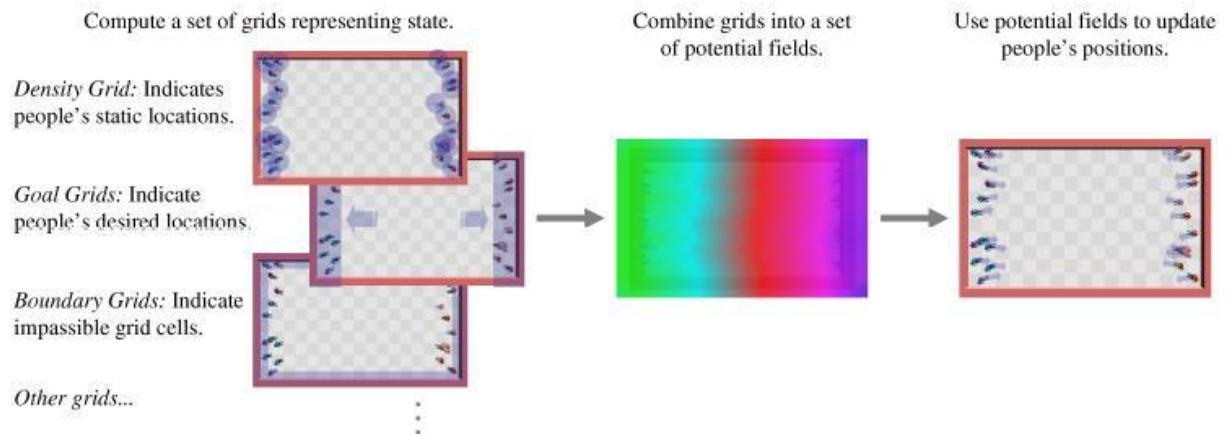 Compute a set of grids representing state.
Combine grids into a set
of potential fields.
Use potential fields to update
people's positions.
Density Grid: Indicates
people's static locations.
Goal Grids: Indicate
people's desired locations.
Boundary Grids: Indicate
impassible grid cells.
Other grids...